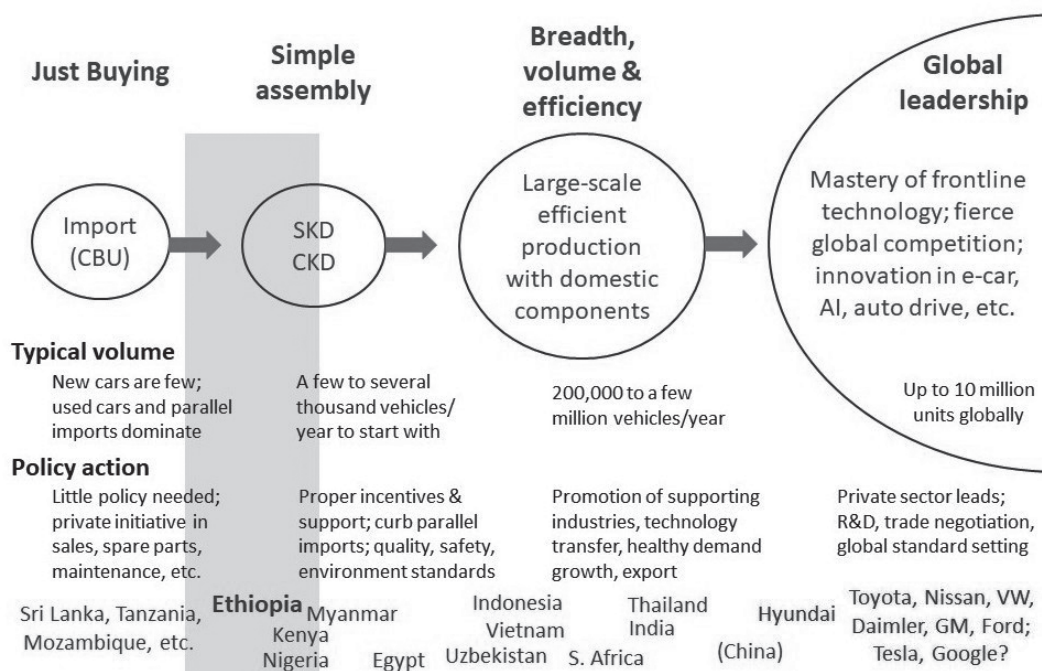 Just Buying
Simple
assembly
Breadth,
volume &
efficiency
Global
leadership
Import
(CBU)
SKD
CKD
Large-scale
efficient
production
with domestic
components
Mastery of frontline
technology; fierce
global competition;
innovation in e-car,
AI, auto drive, etc.
Typical volume
New cars are few;
used cars and parallel
imports dominate
A few to several
thousand vehicles/
year to start with
200,000 to a few
million vehicles/year
Up to 10 million
units globally
Policy action
Little policy needed;
private initiative in
sales, spare parts,
maintenance, etc.
Proper incentives &
support; curb parallel
imports; quality, safety,
environment standards
Promotion of supporting
industries, technology
transfer, healthy demand
growth, export
Private sector leads;
R&D, trade negotiation,
global standard setting
Sri Lanka, Tanzania,
Mozambique, etc.
Ethiopia
Myanmar
Kenya
Nigeria
Egypt
Indonesia
Vietnam
Uzbekistan
Thailand
India
S. Africa
Hyundai
(China)
Toyota, Nissan, VW,
Daimler, GM, Ford;
Tesla, Google?